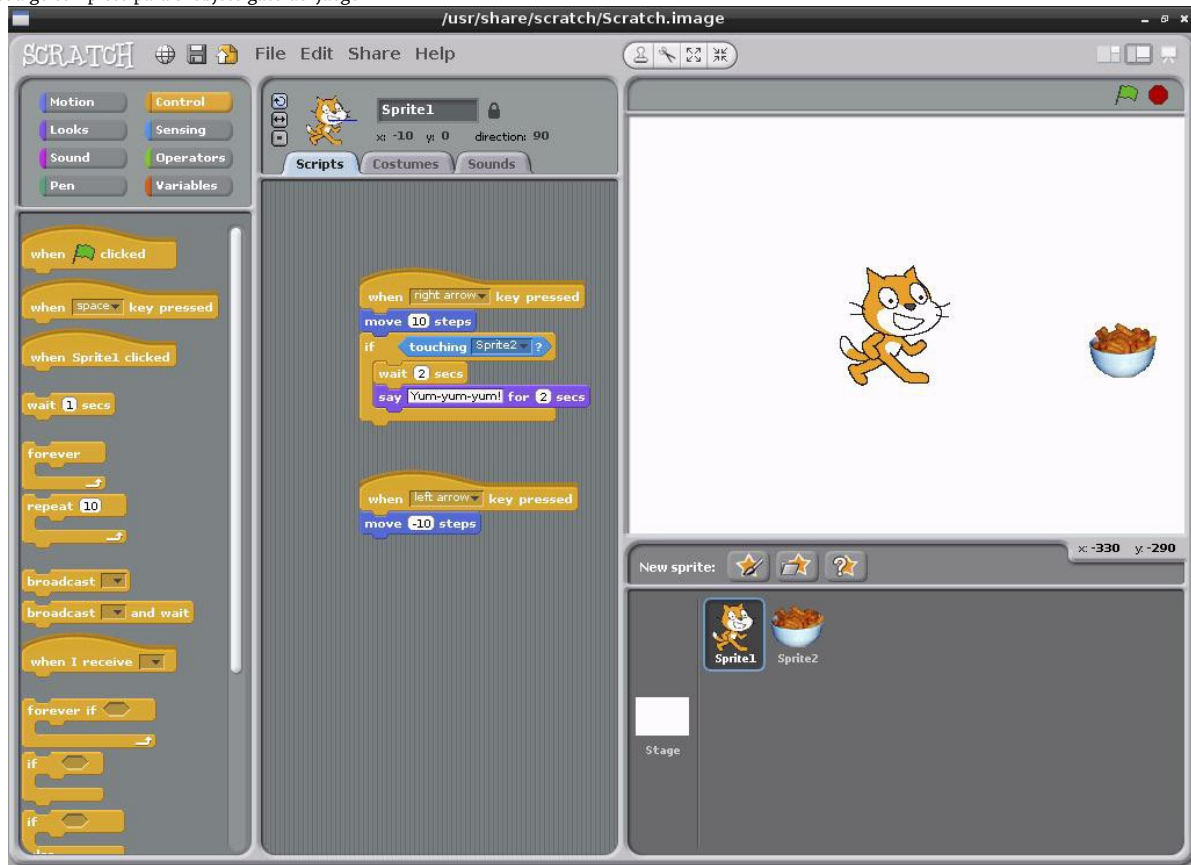 /usr/share/scratch/Scratch.image
SCRATCH File Edit Share Help
Motion Control
Looks Sensing
Sound Operators
Pen Variables
Sprite1
x: -10 y: 0 direction: 90
Scripts Costumes Sounds
when clicked
when space key pressed
when Sprite1 clicked
wait 1 secs
forever
repeat 10
broadcast
broadcast and wait
when I receive
forever if
if
if
when right arrow key pressed
move 10 steps
if touching Sprite2 ?
wait 2 secs
say Yum-yum-yum! for 2 secs
when left arrow key pressed
move -10 steps
x: -330 y: -290
New sprite:
Sprite1 Sprite2
Stage